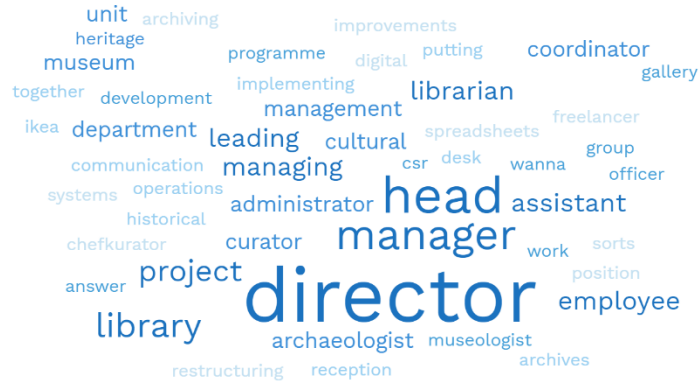 unit archiving improvements
heritage programme digital putting coordinator
museum gallery
together development implementing librarian
management freelancer
ikea department leading cultural spreadsheets group
communication managing csr desk wanna officer
systems operations administrator head assistant
historical manager
chefkurator curator work sorts
answer project director position employee
library archaeologist museologist
restructuring reception archives